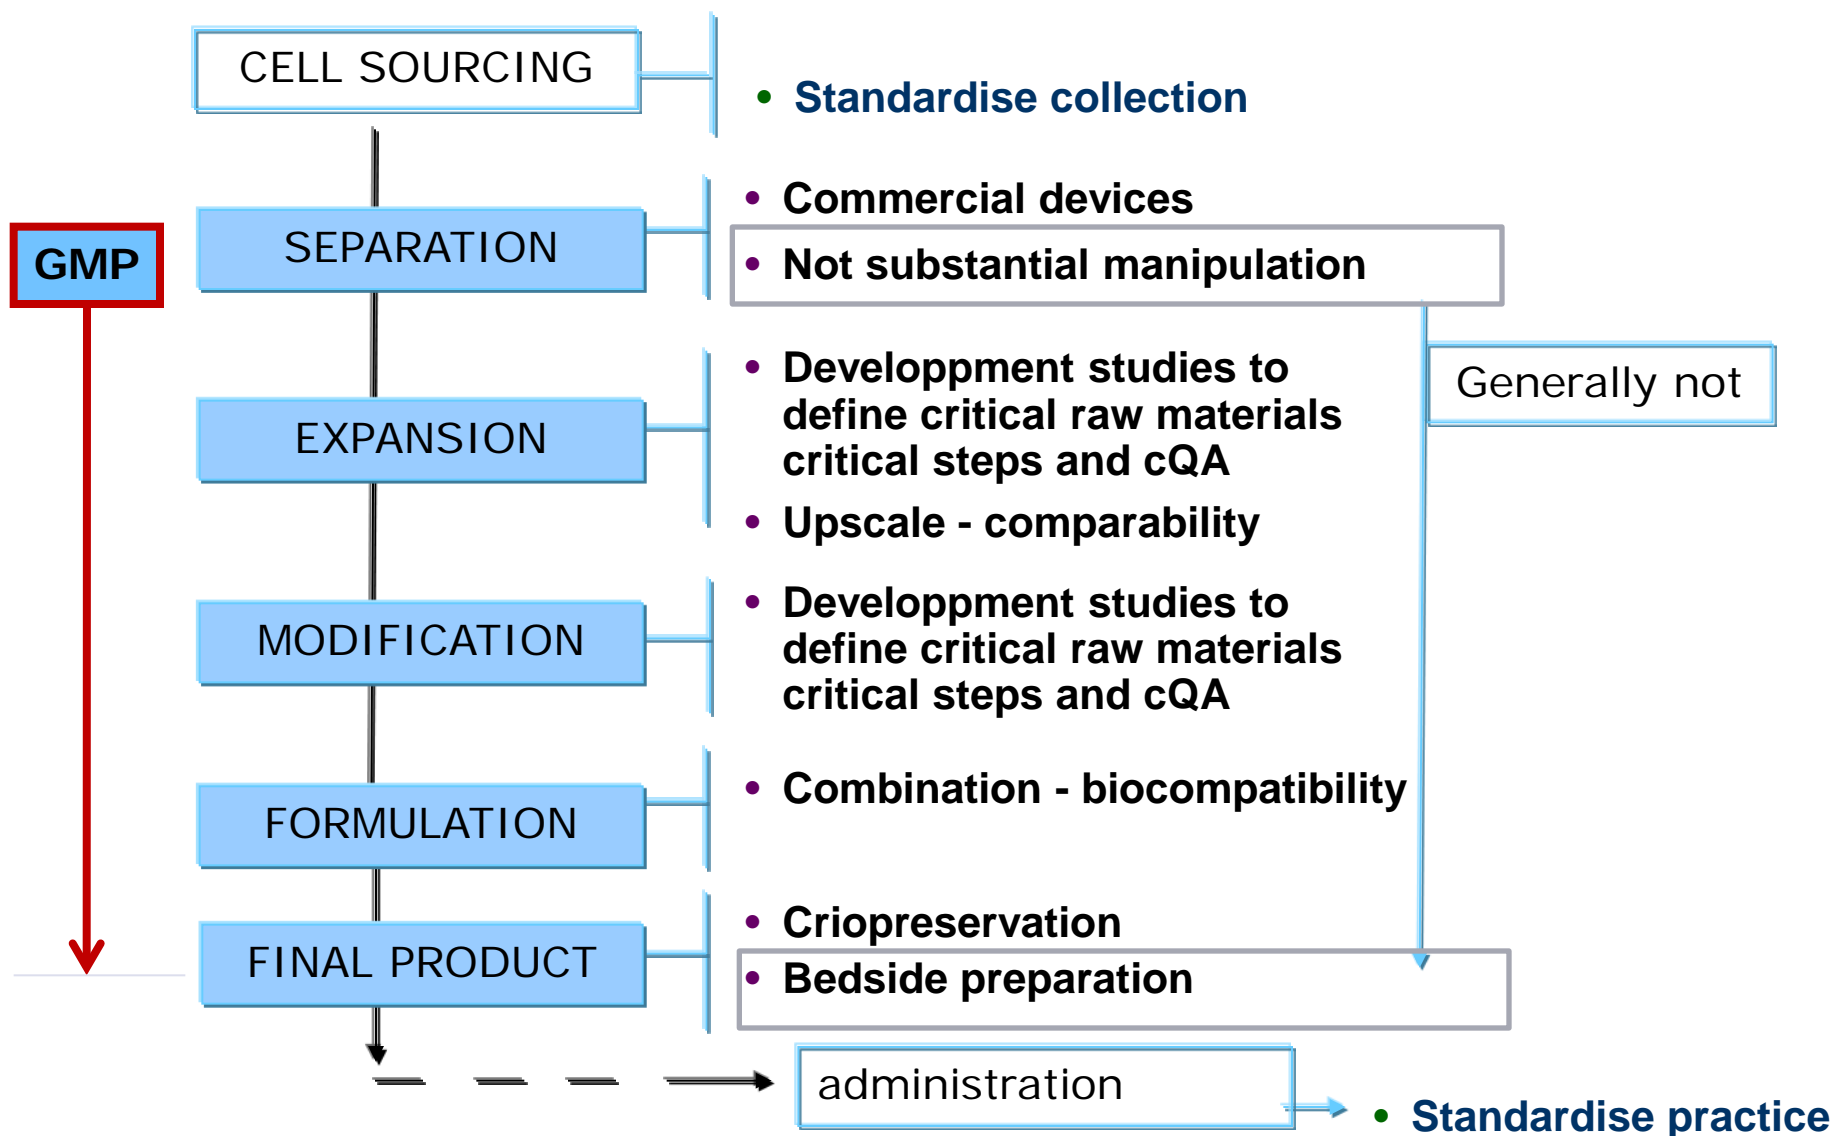 CELL SOURCING
• Standardise collection
GMP
SEPARATION
• Commercial devices
• Not substantial manipulation
EXPANSION
• Developpment studies to
define critical raw materials
critical steps and cQA
• Upscale - comparability
Generally not
MODIFICATION
• Developpment studies to
define critical raw materials
critical steps and cQA
FORMULATION
• Combination - biocompatibility
FINAL PRODUCT
• Criopreservation
• Bedside preparation
administration
• Standardise practice